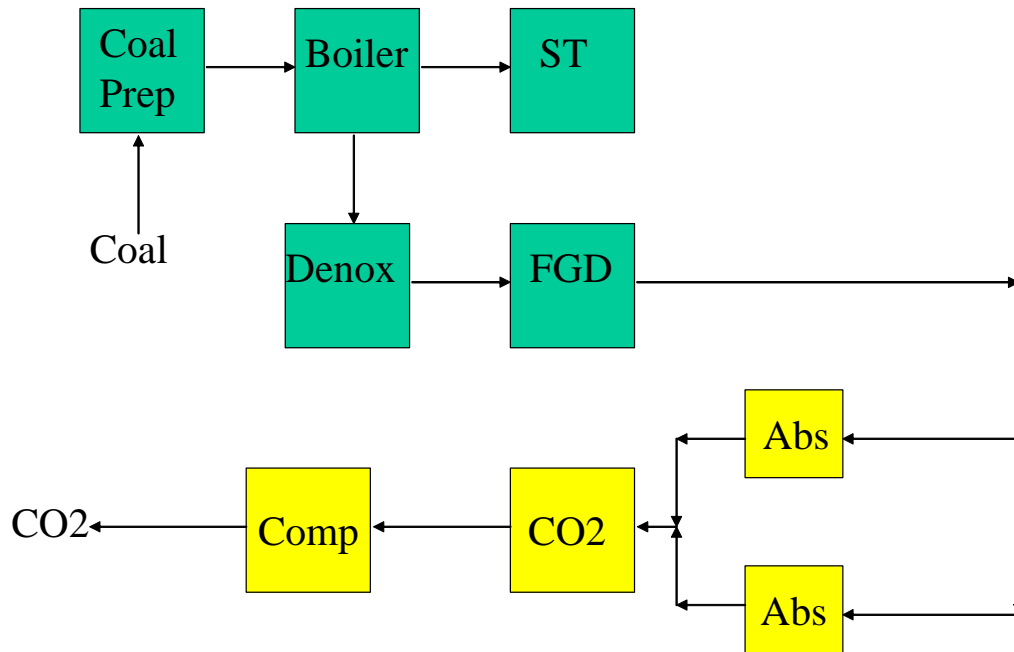 Coal
Prep
Boiler
ST
Coal
Denox
FGD
Abs
CO2
Comp
CO2
Abs